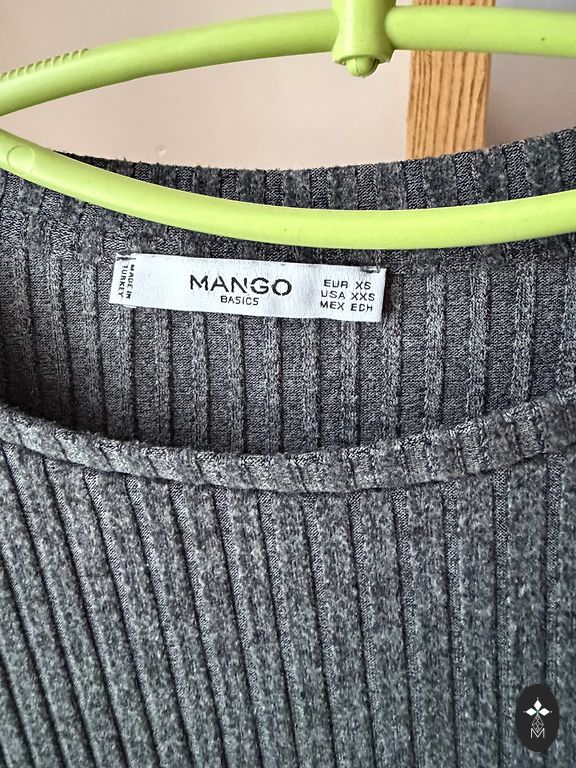 MADE IN
TURKEY
MANGO
BASICS
EUR XS
USA XXS
MEX ECH
M